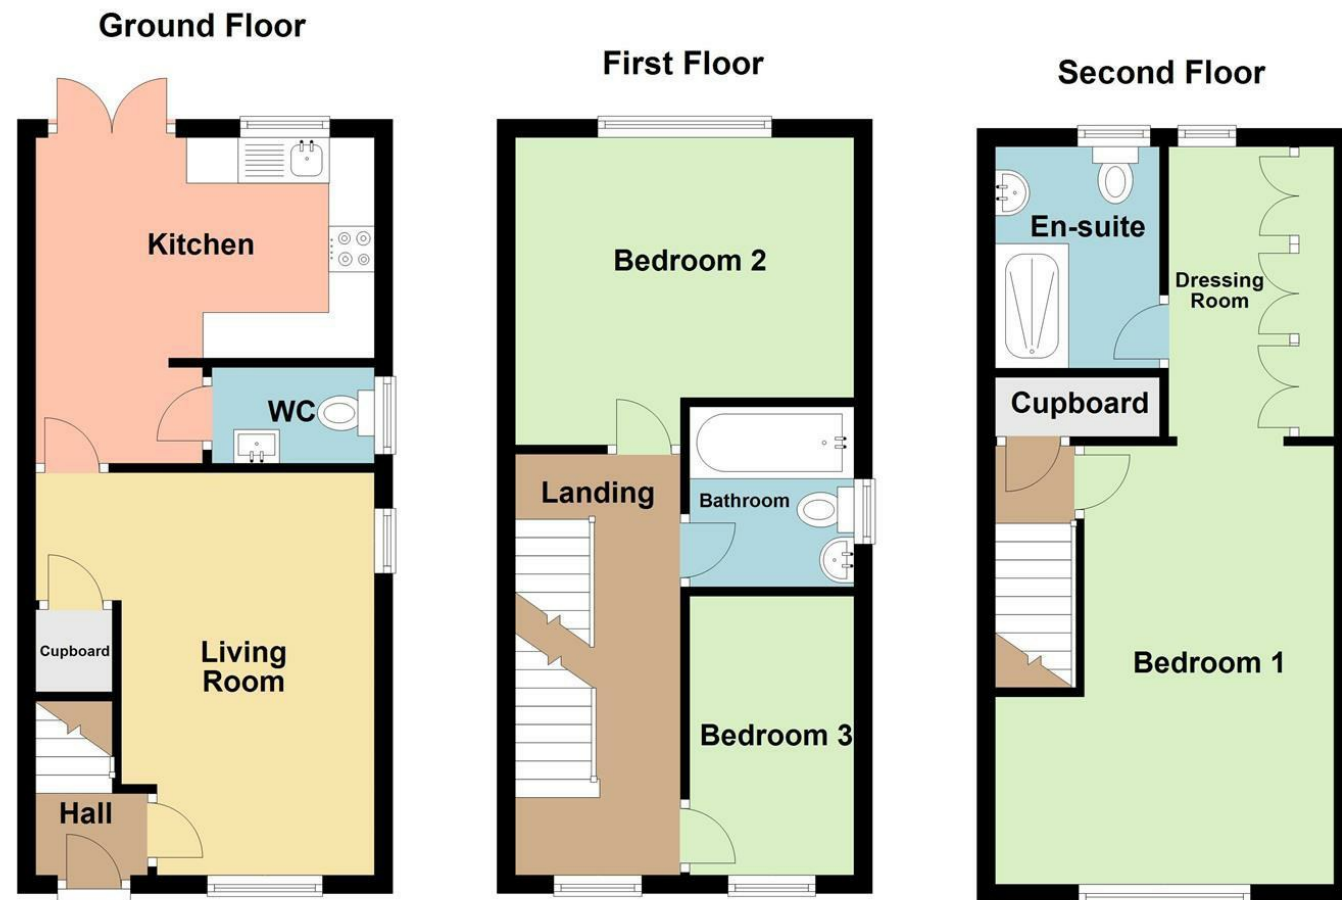 Ground Floor
Kitchen
WC
Cupboard
Living
Room
Hall
First Floor
Bedroom 2
Landing
Bathroom
Bedroom 3
Second Floor
En-suite
Dressing
Room
Cupboard
Bedroom 1